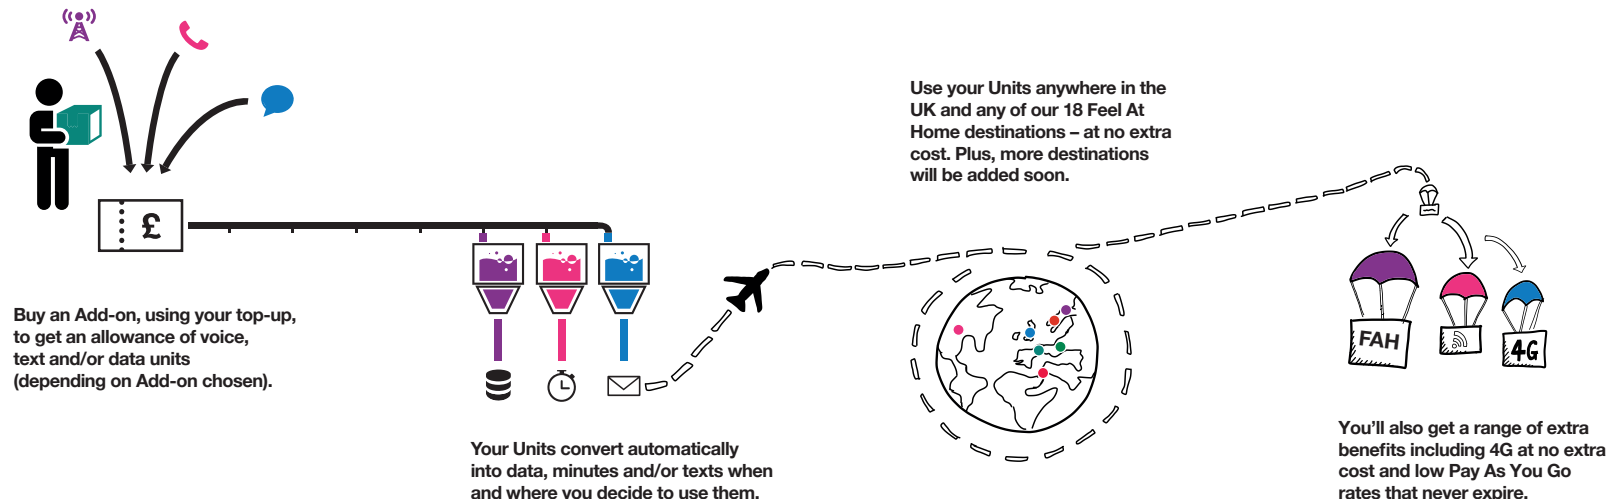 Use your Units anywhere in the
UK and any of our 18 Feel At
Home destinations – at no extra
cost. Plus, more destinations
will be added soon.
£
FAH
4G
Buy an Add-on, using your top-up,
to get an allowance of voice,
text and/or data units
(depending on Add-on chosen).
Your Units convert automatically
into data, minutes and/or texts when
and where you decide to use them.
You’ll also get a range of extra
benefits including 4G at no extra
cost and low Pay As You Go
rates that never expire.